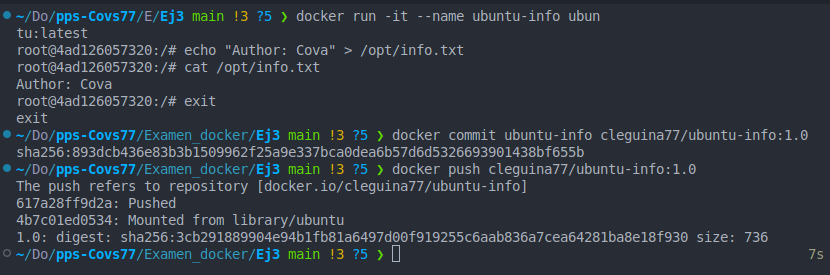 ~/Do/pps-Covs77/E/Ej3 main !3 ?5 ❯ docker run -it --name ubuntu-info ubun
tu:latest
root@4ad126057320:/# echo "Author: Cova" > /opt/info.txt
root@4ad126057320:/# cat /opt/info.txt
Author: Cova
root@4ad126057320:/# exit
exit
~/Do/pps-Covs77/Examen_docker/Ej3 main !3 ?5 ❯ docker commit ubuntu-info cleguina77/ubuntu-info:1.0
sha256:893dcb436e83b3b1509962f25a9e337bca0dea6b57d6d5326693901438bf655b
~/Do/pps-Covs77/Examen_docker/Ej3 main !3 ?5 ❯ docker push cleguina77/ubuntu-info:1.0
The push refers to repository [docker.io/cleguina77/ubuntu-info]
617a28ff9d2a: Pushed
4b7c01ed0534: Mounted from library/ubuntu
1.0: digest: sha256:3cb291889904e94b1fb81a6497d00f919255c6aab836a7cea64281ba8e18f930 size: 736
~/Do/pps-Covs77/Examen_docker/Ej3 main !3 ?5 ❯ 7s